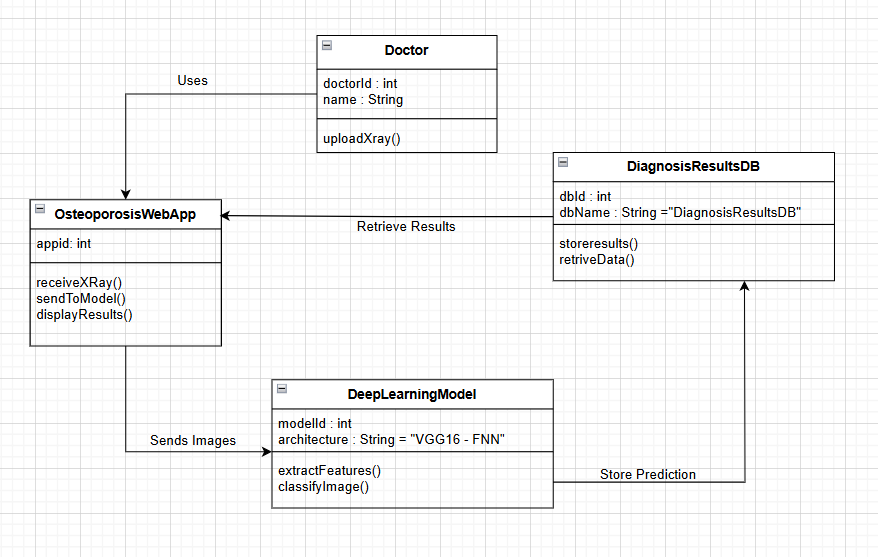 Doctor
doctorId : int
name : String
uploadXray()
Uses
DiagnosisResultsDB
dbId : int
dbName : String ="DiagnosisResultsDB"
storeresults()
retriveData()
OsteoporosisWebApp
appid: int
receiveXRay()
sendToModel()
displayResults()
Retrieve Results
Sends Images
DeepLearningModel
modelId : int
architecture : String = "VGG16 - FNN"
extractFeatures()
classifyImage()
Store Prediction